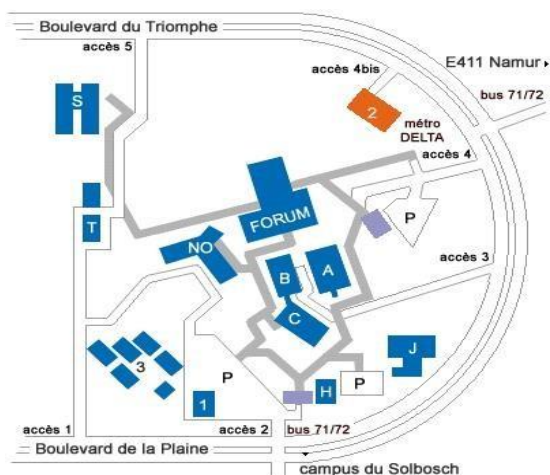 Boulevard du Triomphe
accès 5
E411 Namur
accès 4bis
bus 71/72
S
2
métro
DELTA
accès 4
T
FORUM
P
NO
accès 3
B
A
C
J
3
P
P
H
1
accès 1
accès 2
bus 71/72
Boulevard de la Plaine
campus du Solbosch